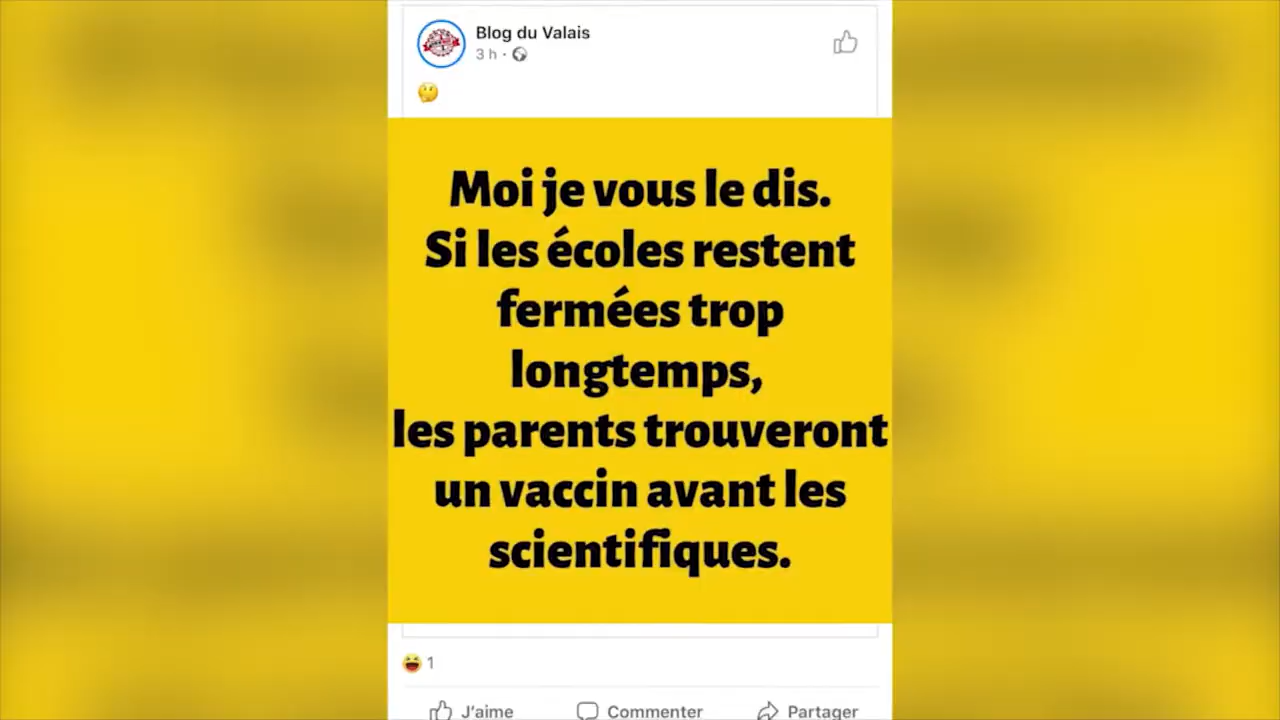 Blog du Valais
3 h ·
Moi je vous le dis.
Si les écoles restent
fermées trop
longtemps,
les parents trouveront
un vaccin avant les
scientifiques.
1
J'aime Commenter Partager